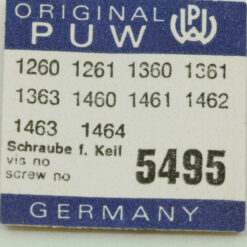 ORIGINAL
PUW
PUW
1260 1261 1360 1361
1363 1460 1461 1462
1463 1464
Schraube f. Keil
vis no
screw no
5495
GERMANY